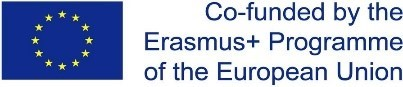 Co-funded by the
Erasmus+ Programme
of the European Union